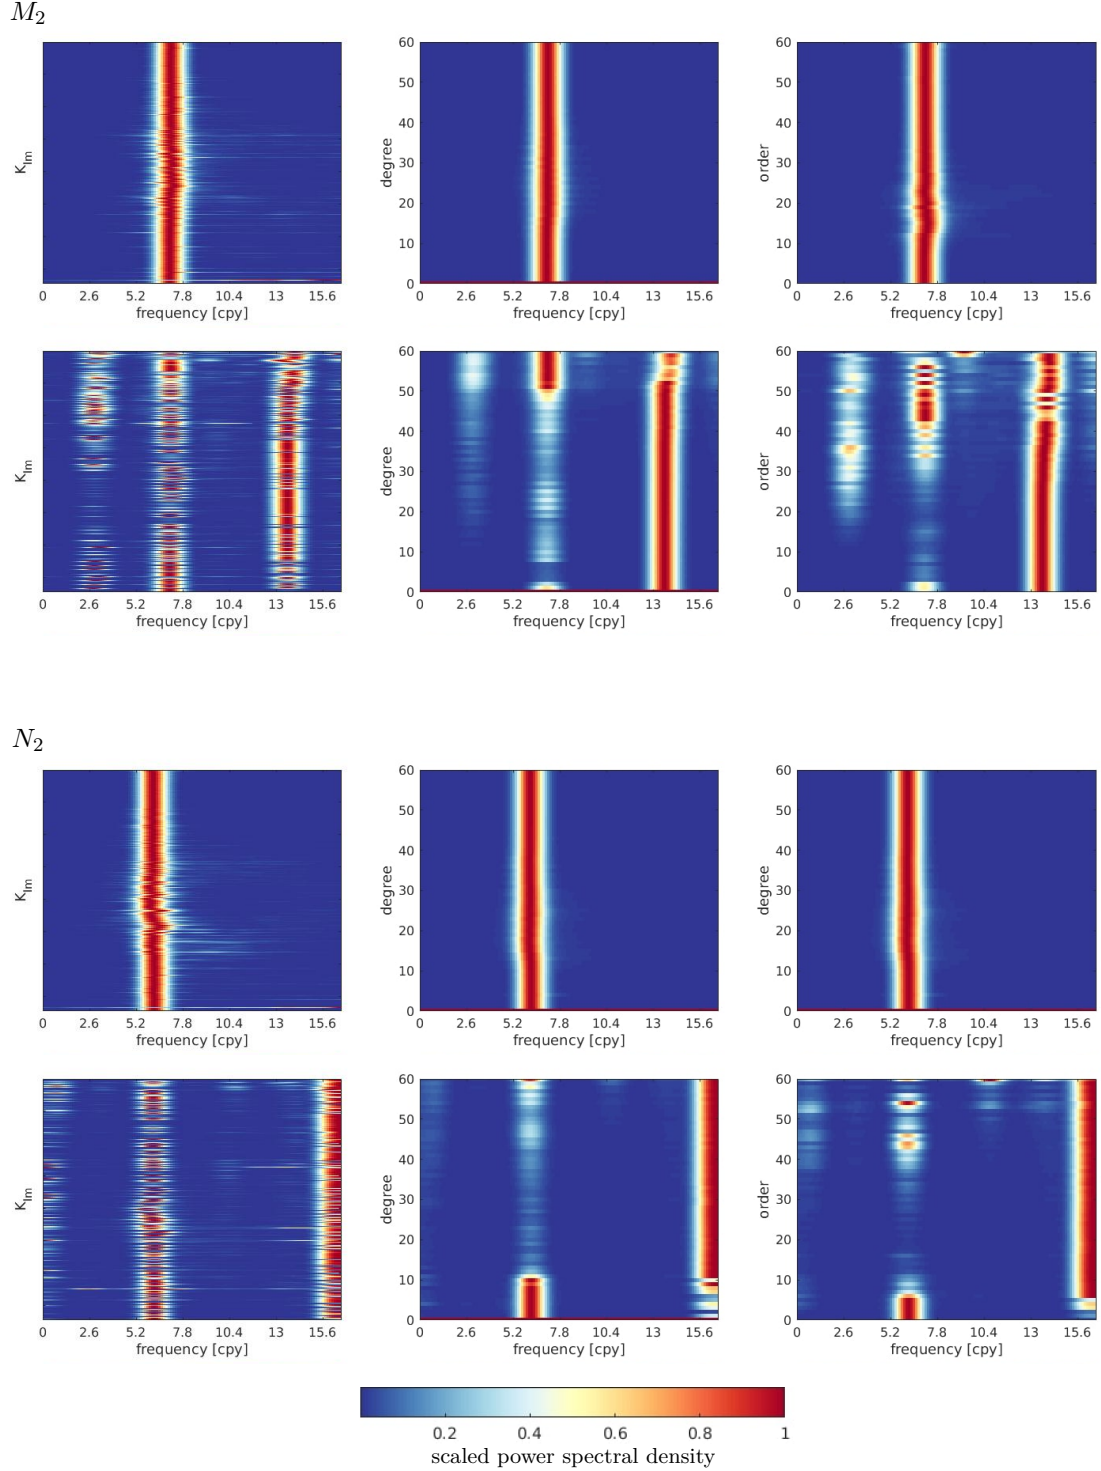 M2
60 60 60
50 50
40 40
Klm degree 30 order 30
20 20
10 10
0 0
0 2.6 5.2 7.8 10.4 13 15.6 0 2.6 5.2 7.8 10.4 13 15.6 0 2.6 5.2 7.8 10.4 13 15.6
frequency [cpy] frequency [cpy] frequency [cpy]
60 60
50 50
40 40
Klm degree 30 order 30
20 20
10 10
0 0
0 2.6 5.2 7.8 10.4 13 15.6 0 2.6 5.2 7.8 10.4 13 15.6 0 2.6 5.2 7.8 10.4 13 15.6
frequency [cpy] frequency [cpy] frequency [cpy]
N2
60 60
50 50
40 40
Klm degree 30 degree 30
20 20
10 10
0 0
0 2.6 5.2 7.8 10.4 13 15.6 0 2.6 5.2 7.8 10.4 13 15.6 0 2.6 5.2 7.8 10.4 13 15.6
frequency [cpy] frequency [cpy] frequency [cpy]
60 60
50 50
40 40
Klm degree 30 order 30
20 20
10 10
0 0
0 2.6 5.2 7.8 10.4 13 15.6 0 2.6 5.2 7.8 10.4 13 15.6 0 2.6 5.2 7.8 10.4 13 15.6
frequency [cpy] frequency [cpy] frequency [cpy]
0.2 0.4 0.6 0.8 1
scaled power spectral density